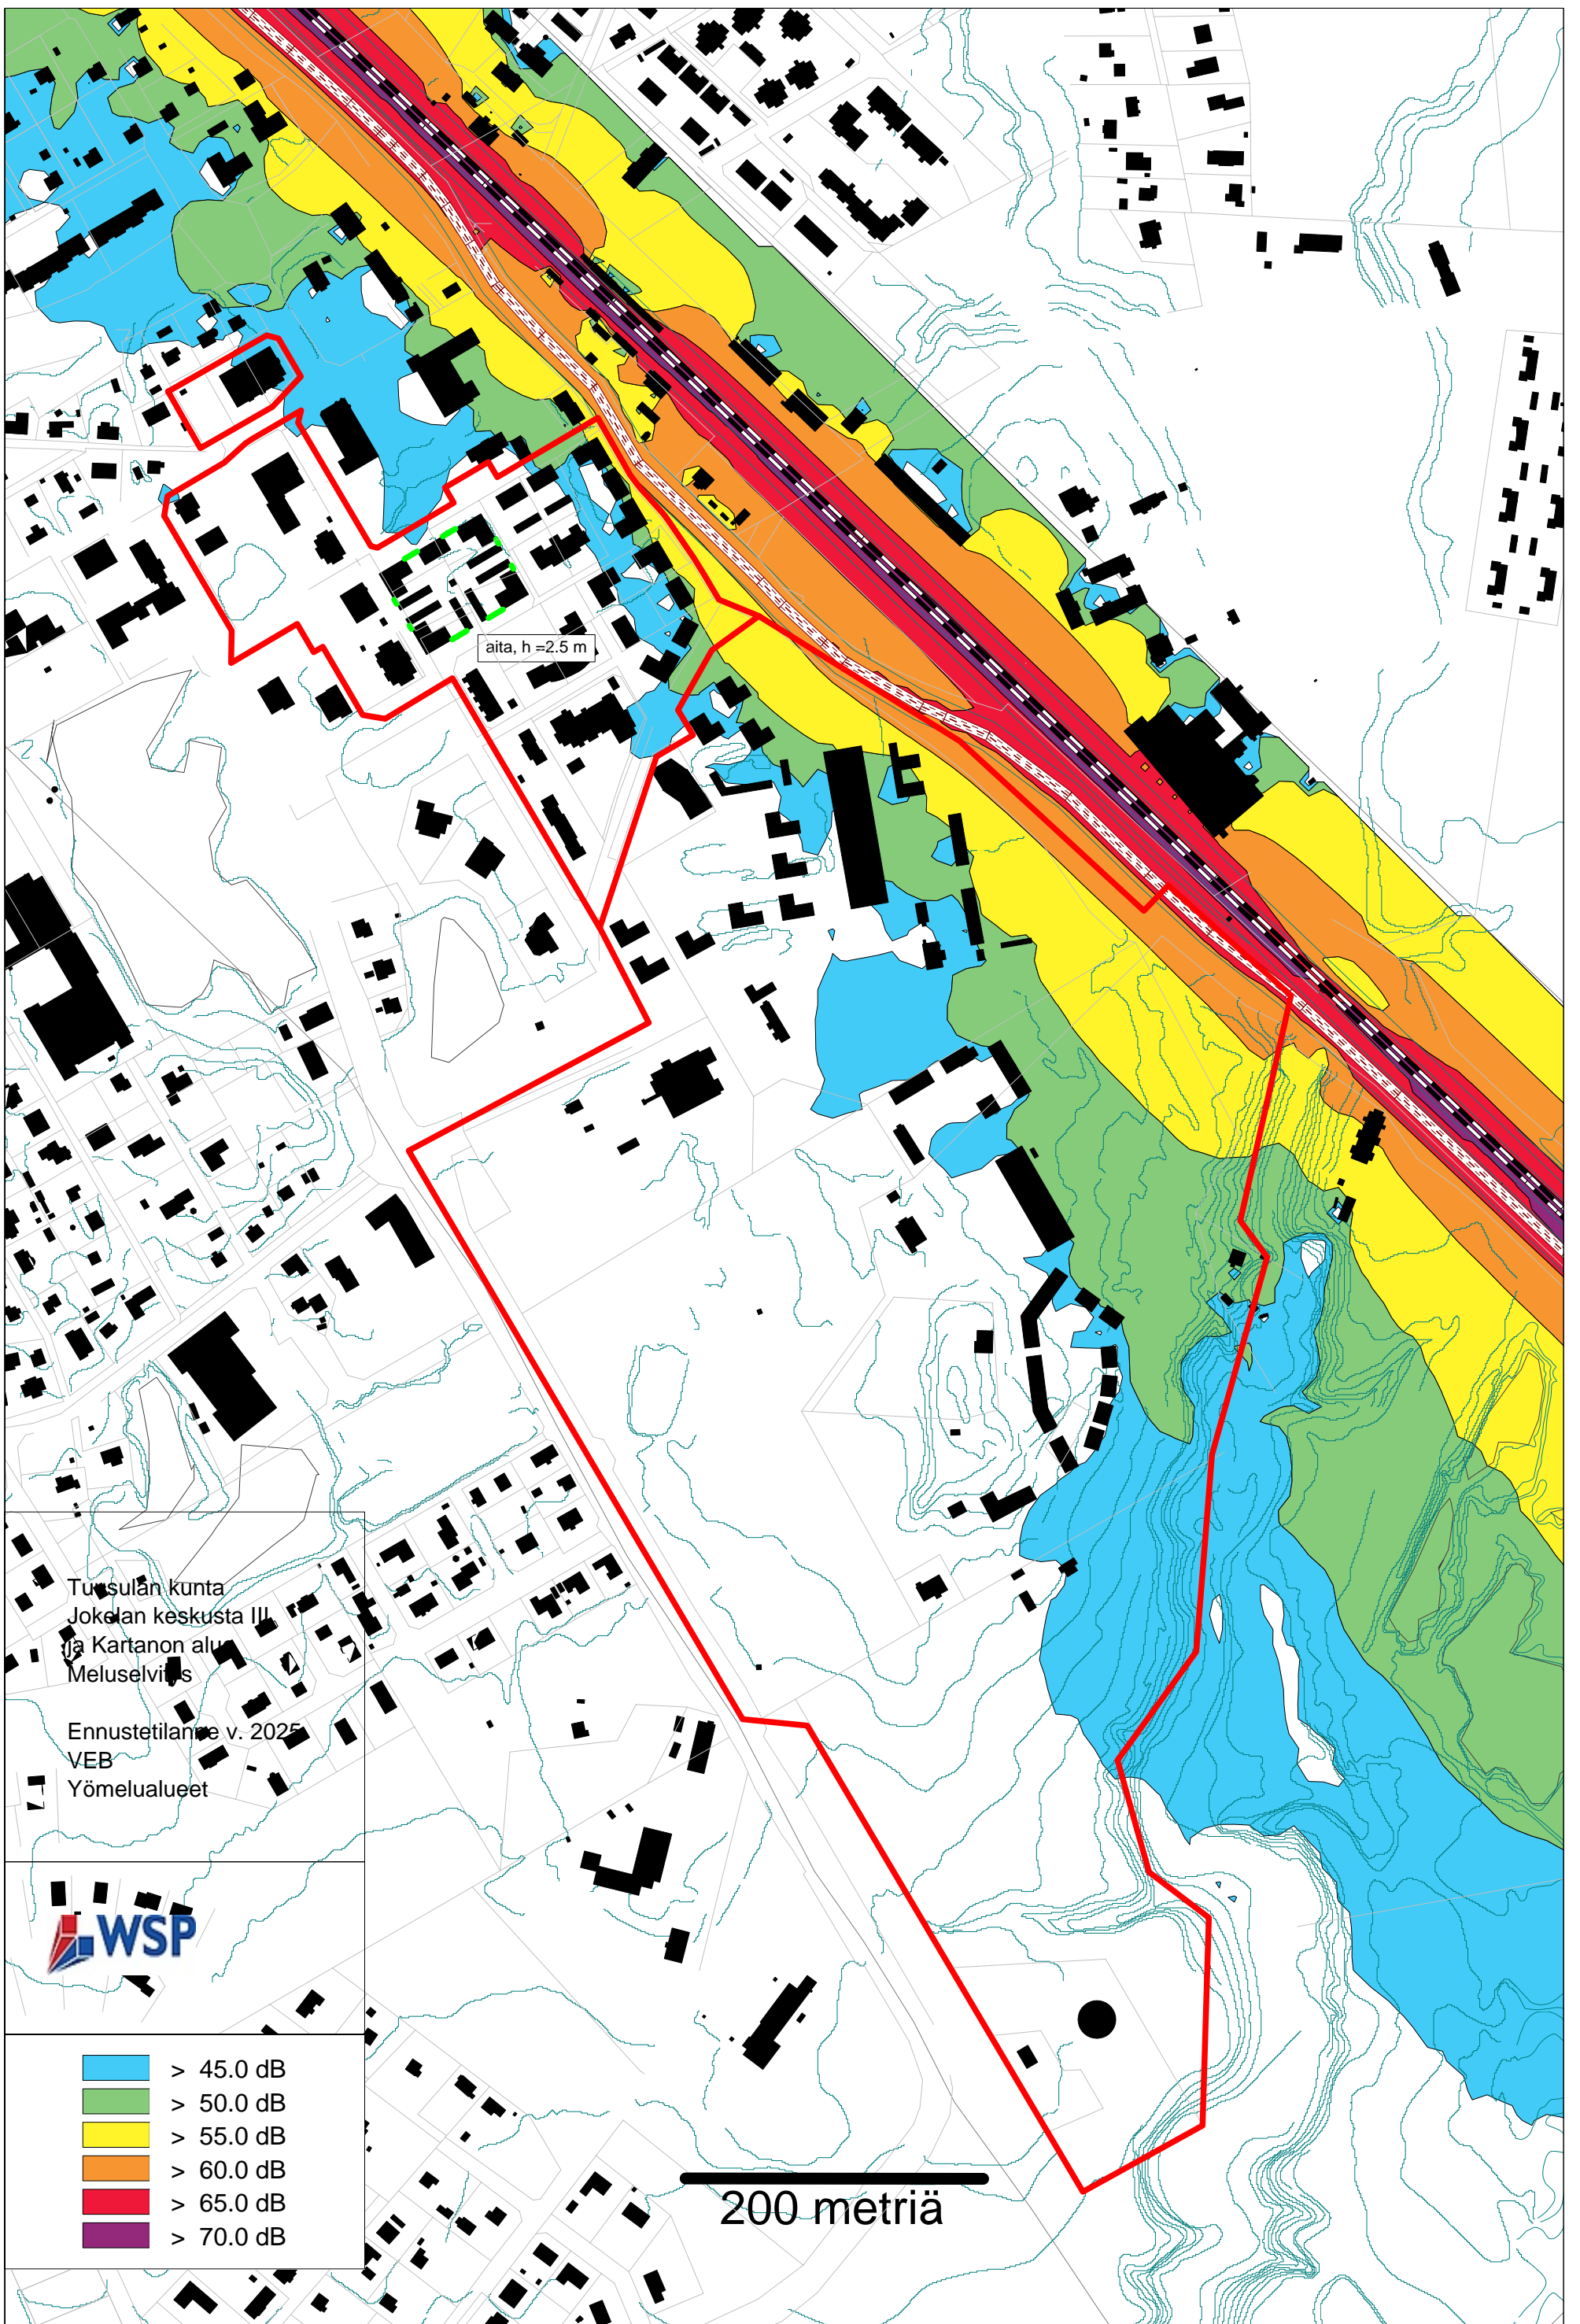 aita, h =2.5 m
Tuusulan kunta
Jokelan keskusta III
ja Kartanon alue
Meluselvitys
Ennustetilanne v. 2025
VEB
Yömelualueet
WSP
> 45.0 dB
> 50.0 dB
> 55.0 dB
> 60.0 dB
> 65.0 dB
> 70.0 dB
200 metriä